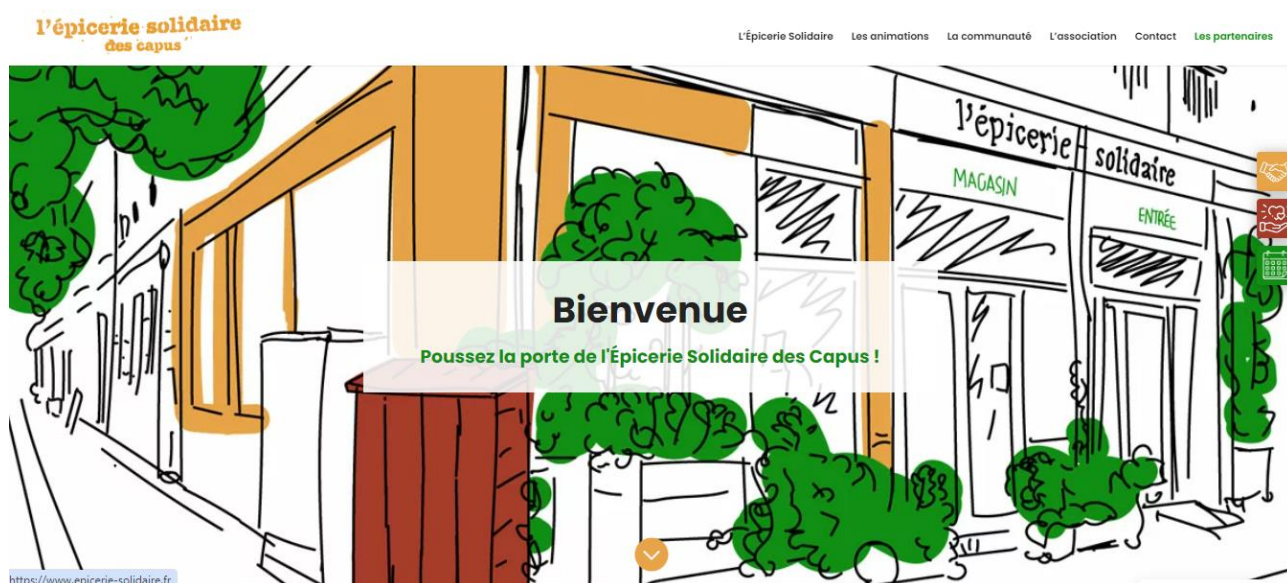 l'épicerie solidaire
des capus
L'Épicerie Solidaire Les animations La communauté L'association Contact Les partenaires
l'épicerie solidaire
MAGASIN
ENTRÉE
Bienvenue
Poussez la porte de l'Épicerie Solidaire des Capus !
https://www.epicerie-solidaire.fr